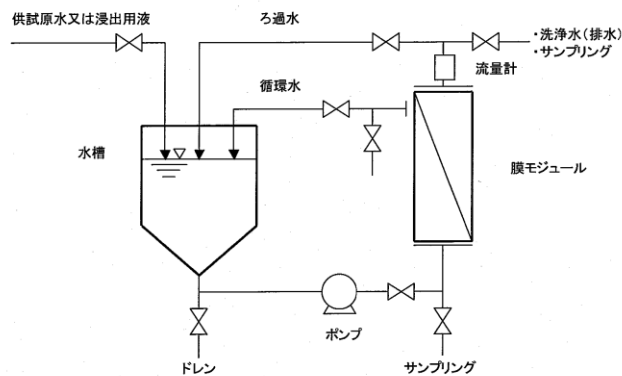 供試原水又は浸出用液
ろ過水
・洗浄水(排水)
・サンプリング
流量計
循環水
水槽
膜モジュール
ポンプ
ドレン
サンプリング